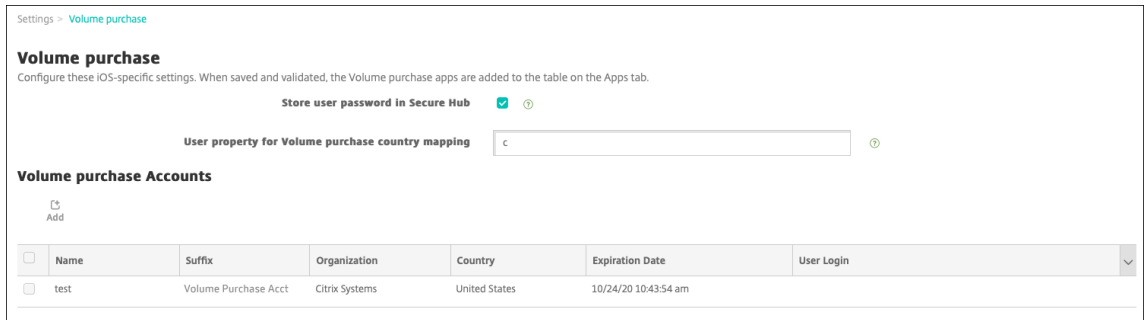 Settings > Volume purchase
Volume purchase
Configure these iOS-specific settings. When saved and validated, the Volume purchase apps are added to the table on the Apps tab.
Store user password in Secure Hub ?
User property for Volume purchase country mapping c ?
Volume purchase Accounts
Add
Name Suffix Organization Country Expiration Date User Login
test Volume Purchase Acct Citrix Systems United States 10/24/20 10:43:54 am